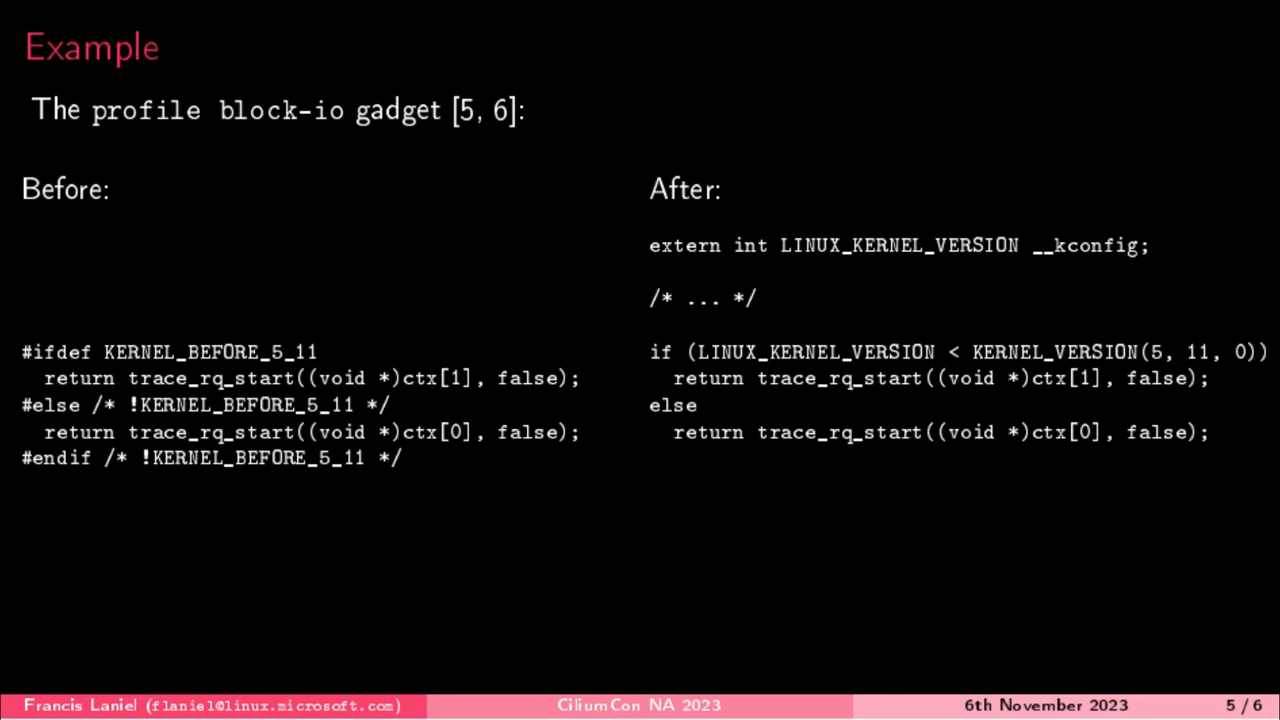 Example
The profile block-io gadget [5, 6]:
Before:
#ifdef KERNEL_BEFORE_5_11
return trace_rq_start((void *)ctx[1], false);
#else /* !KERNEL_BEFORE_5_11 */
return trace_rq_start((void *)ctx[0], false);
#endif /* !KERNEL_BEFORE_5_11 */
After:
extern int LINUX_KERNEL_VERSION __kconfig;
/* ... */
if (LINUX_KERNEL_VERSION < KERNEL_VERSION(5, 11, 0))
return trace_rq_start((void *)ctx[1], false);
else
return trace_rq_start((void *)ctx[0], false);
Francis Laniel (flaniel@linux.microsoft.com)
CiliumCon NA 2023
6th November 2023
5 / 6